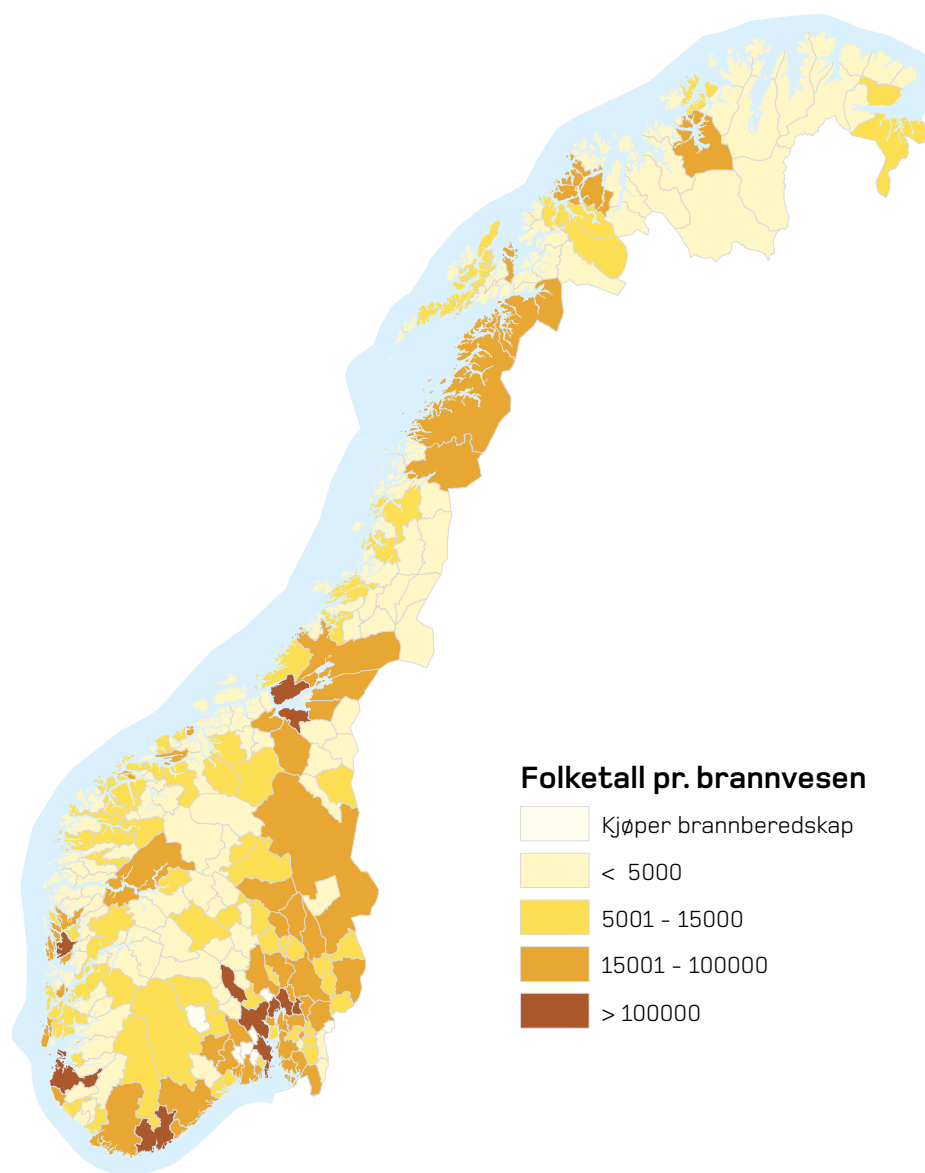 Folketall pr. brannvesen
Kjøper brannberedskap
< 5000
5001 - 15000
15001 - 100000
> 100000